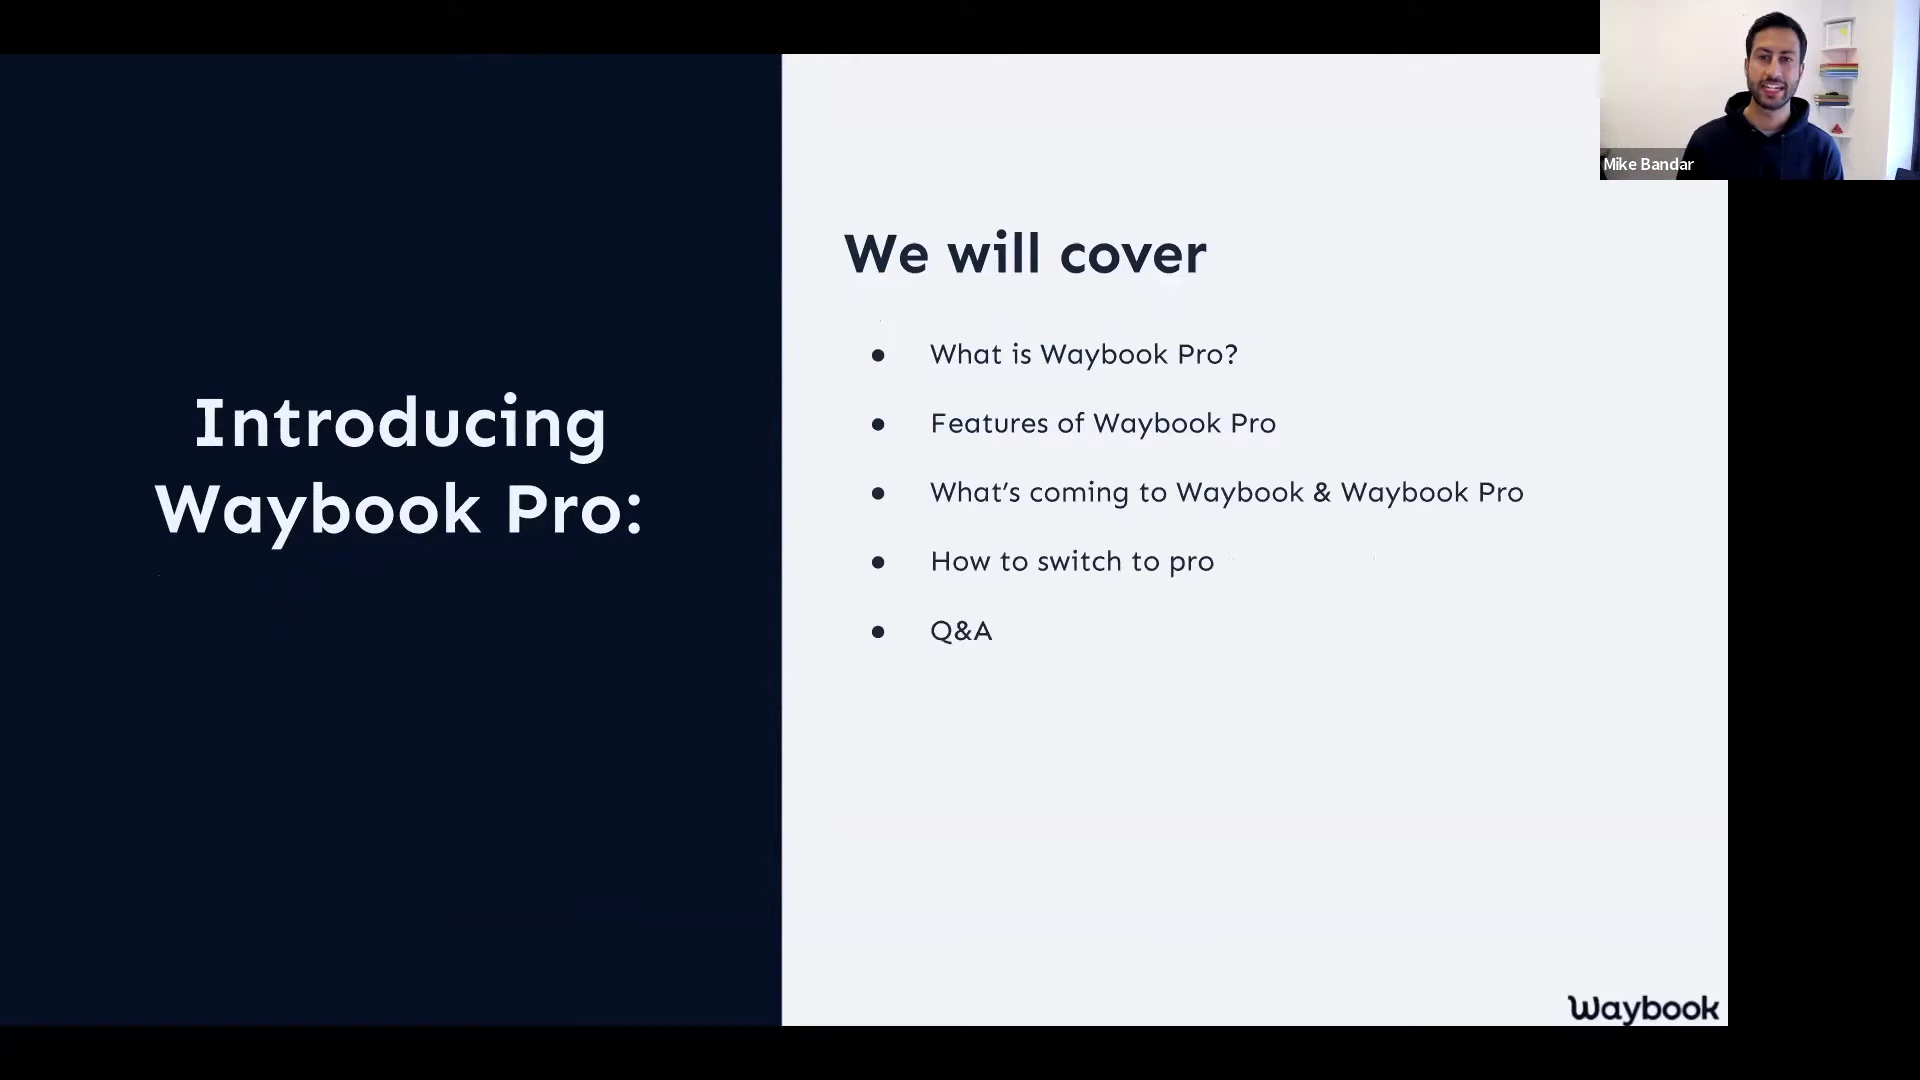 Mike Bandar
Introducing
Waybook Pro:
We will cover
● What is Waybook Pro?
● Features of Waybook Pro
● What’s coming to Waybook & Waybook Pro
● How to switch to pro
● Q&A
Waybook